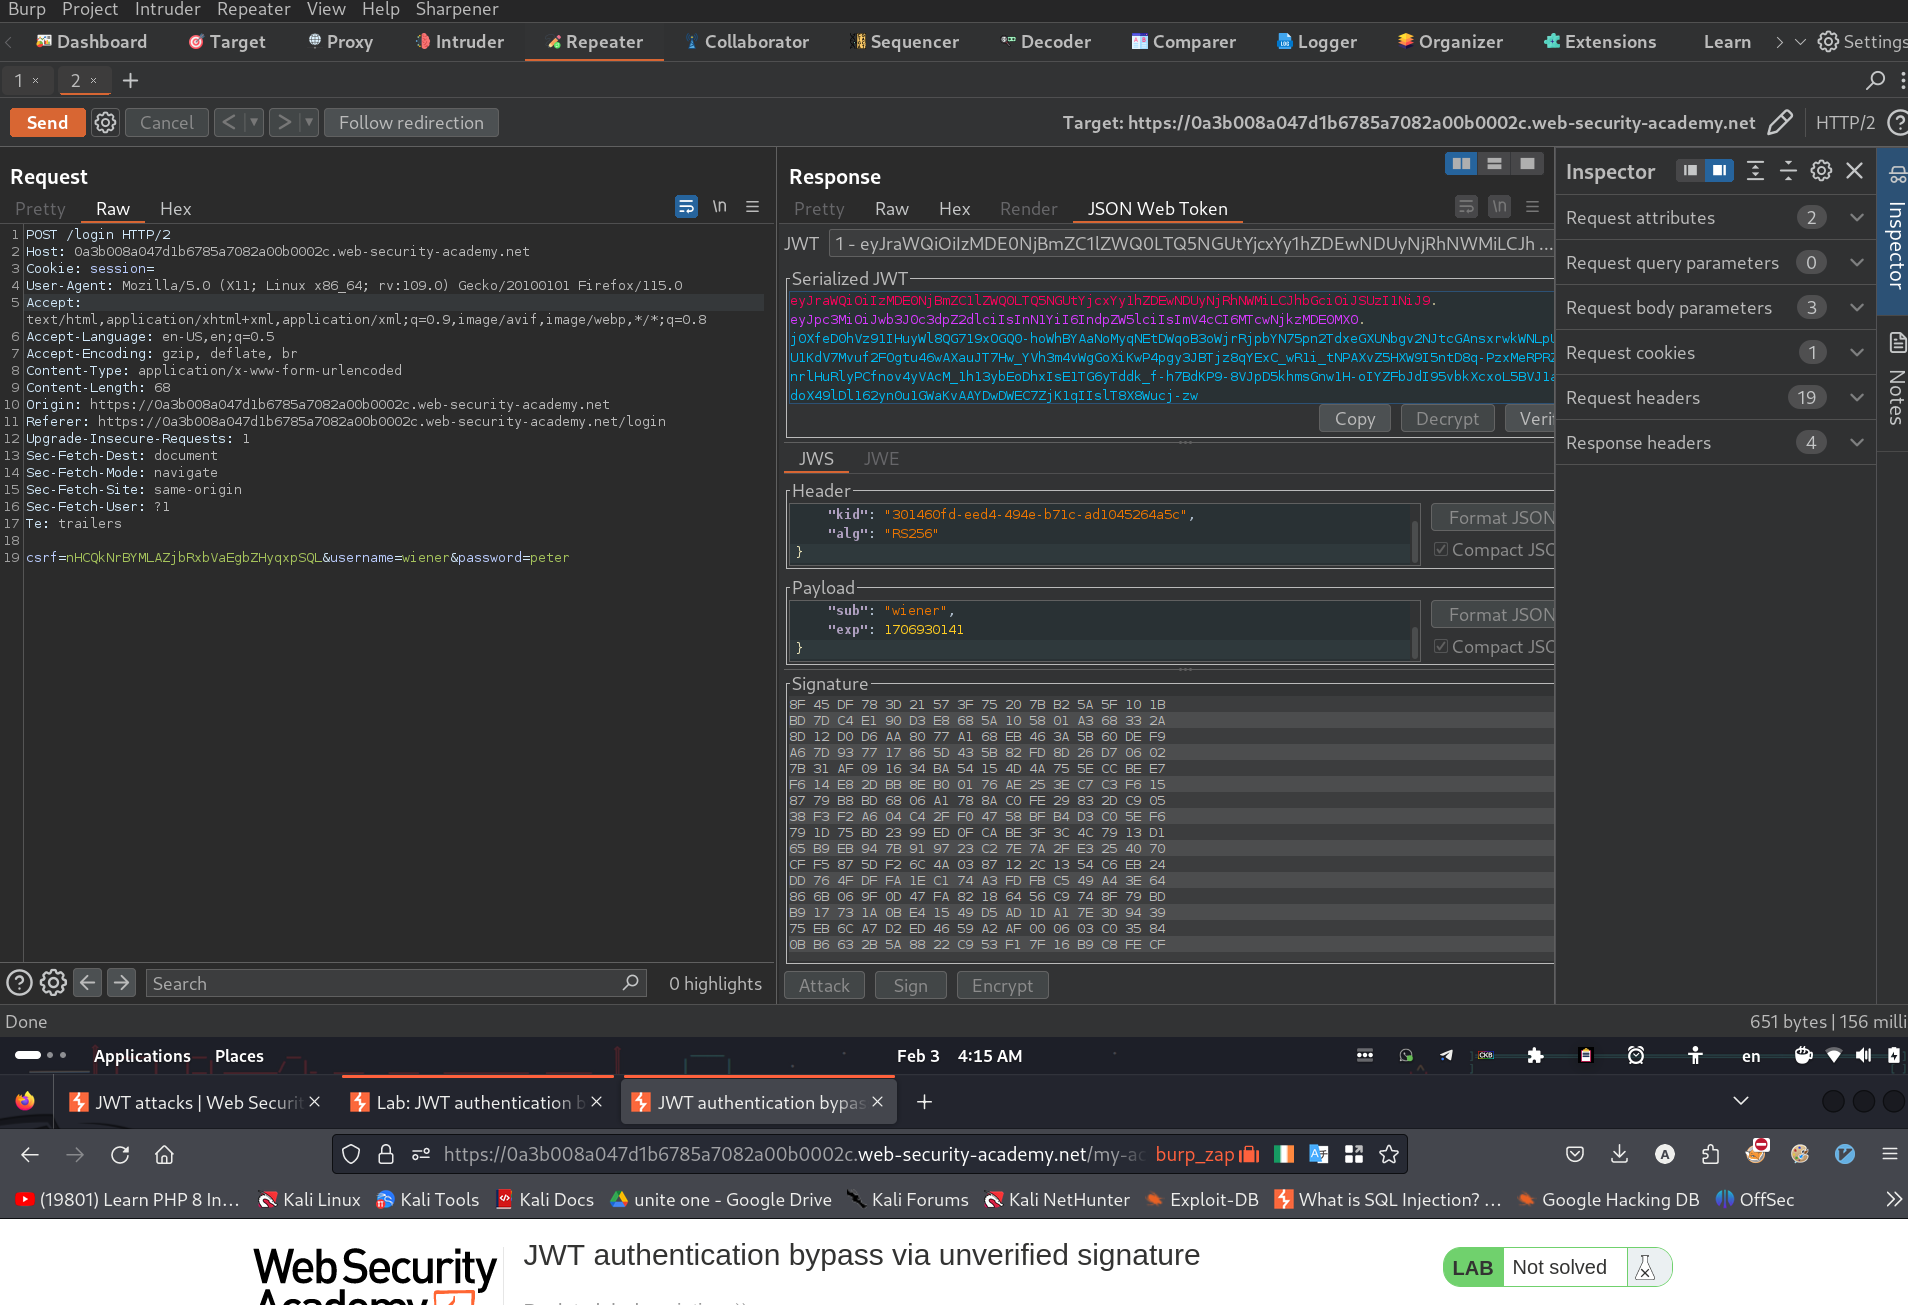 Burp Project Intruder Repeater View Help Sharpener
Dashboard Target Proxy Intruder Repeater Collaborator Sequencer Decoder Comparer Logger Organizer Extensions Learn Settings
1 × 2 × +
Send Cancel < > Follow redirection Target: https://0a3b008a047d1b6785a7082a00b0002c.web-security-academy.net HTTP/2
Request
Pretty Raw Hex \n
1 POST /login HTTP/2
2 Host: 0a3b008a047d1b6785a7082a00b0002c.web-security-academy.net
3 Cookie: session=
4 User-Agent: Mozilla/5.0 (X11; Linux x86_64; rv:109.0) Gecko/20100101 Firefox/115.0
5 Accept:
text/html,application/xhtml+xml,application/xml;q=0.9,image/avif,image/webp,*/*;q=0.8
6 Accept-Language: en-US,en;q=0.5
7 Accept-Encoding: gzip, deflate, br
8 Content-Type: application/x-www-form-urlencoded
9 Content-Length: 68
10 Origin: https://0a3b008a047d1b6785a7082a00b0002c.web-security-academy.net
11 Referer: https://0a3b008a047d1b6785a7082a00b0002c.web-security-academy.net/login
12 Upgrade-Insecure-Requests: 1
13 Sec-Fetch-Dest: document
14 Sec-Fetch-Mode: navigate
15 Sec-Fetch-Site: same-origin
16 Sec-Fetch-User: ?1
17 Te: trailers
18
19 csrf=nHCQkNrBYMLAZjbRxbVaEgbZHyqxpSQL&username=wiener&password=peter
Search 0 highlights
Done
Response
Pretty Raw Hex Render JSON Web Token \n
JWT 1 - eyJraWQiOiIzMDE0NjBmZC1lZWQ0LTQ5NGUtYjcxYy1hZDEwNDUyNjRhNWMiLCJh ...
Serialized JWT
eyJraWQiOiIzMDE0NjBmZC1lZWQ0LTQ5NGUtYjcxYy1hZDEwNDUyNjRhNWMiLCJhbGciOiJSUzI1NiJ9.
eyJpc3MiOiJwb3J0c3dpZ2dlciIsInN1YiI6IndpZW5lciIsImV4cCI6MTcwNjkzMDE0MX0.
Copy Decrypt Veri
JWS JWE
Header
"kid": "301460fd-eed4-494e-b71c-ad1045264a5c",
"alg": "RS256"
}
Format JSON
Compact JSO
Payload
"sub": "wiener",
"exp": 1706930141
}
Format JSON
Compact JSO
Signature
8F 45 DF 78 3D 21 57 3F 75 20 7B B2 5A 5F 10 1B
BD 7D C4 E1 90 D3 E8 68 5A 10 58 01 A3 68 33 2A
8D 12 D0 D6 AA 80 77 A1 68 EB 46 3A 5B 60 DE F9
A6 7D 93 77 17 86 5D 43 5B 82 FD 8D 26 D7 06 02
7B 31 AF 09 16 34 BA 54 15 4D 4A 75 5E CC BE E7
F6 14 E8 2D BB 8E B0 01 76 AE 25 3E C7 C3 F6 15
87 79 B8 BD 68 06 A1 78 8A C0 FE 29 83 2D C9 05
38 F3 F2 A6 04 C4 2F F0 47 58 BF B4 D3 C0 5E F6
79 1D 75 BD 23 99 ED 0F CA BE 3F 3C 4C 79 13 D1
65 B9 EB 94 7B 91 97 23 C2 7E 7A 2F E3 25 40 70
CF F5 87 5D F2 6C 4A 03 87 12 2C 13 54 C6 EB 24
DD 76 4F DF FA 1E C1 74 A3 FD FB C5 49 A4 3E 64
86 6B 06 9F 0D 47 FA 82 18 64 56 C9 74 8F 79 BD
B9 17 73 1A 0B E4 15 49 D5 AD 1D A1 7E 3D 94 39
75 EB 6C A7 D2 ED 46 59 A2 AF 00 06 03 C0 35 84
0B B6 63 2B 5A 88 22 C9 53 F1 7F 16 B9 C8 FE CF
Attack Sign Encrypt
651 bytes | 156 milli
Inspector
Request attributes 2
Request query parameters 0
Request body parameters 3
Request cookies 1
Request headers 19
Response headers 4
Inspector
Notes
Applications Places Feb 3 4:15 AM en
JWT attacks | Web Securit Lab: JWT authentication b JWT authentication bypas
https://0a3b008a047d1b6785a7082a00b0002c.web-security-academy.net/my-ac burp_zap
(19801) Learn PHP 8 In… Kali Linux Kali Tools Kali Docs unite one - Google Drive Kali Forums Kali NetHunter Exploit-DB What is SQL Injection? … Google Hacking DB OffSec
Web Security
Academy
JWT authentication bypass via unverified signature
LAB Not solved